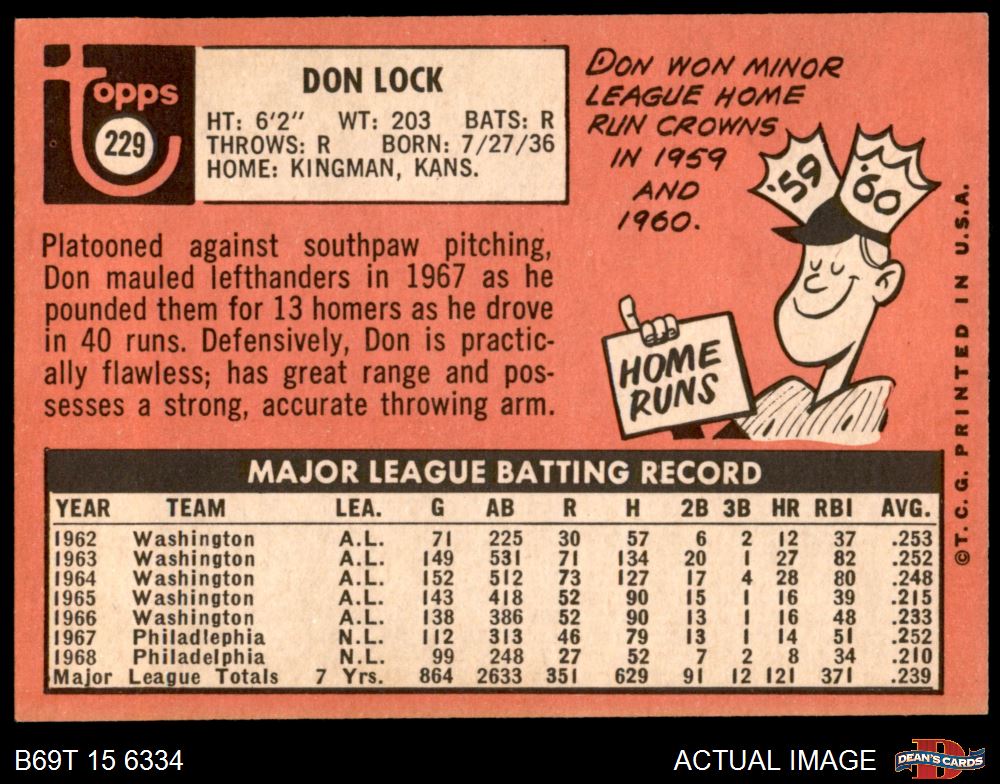 topps
229
DON LOCK
HT: 6'2" WT: 203 BATS: R
THROWS: R BORN: 7/27/36
HOME: KINGMAN, KANS.
DON WON MINOR
LEAGUE HOME
RUN CROWNS
IN 1959
AND
1960.
'59
'60
HOME
RUNS
Platooned against southpaw pitching,
Don mauled lefthanders in 1967 as he
pounded them for 13 homers as he drove
in 40 runs. Defensively, Don is practic-
ally flawless; has great range and pos-
sesses a strong, accurate throwing arm.
MAJOR LEAGUE BATTING RECORD
YEAR TEAM LEA. G AB R H 2B 3B HR RBI AVG.
1962 Washington A.L. 71 225 30 57 6 2 12 37 .253
1963 Washington A.L. 149 531 71 134 20 1 27 82 .252
1964 Washington A.L. 152 512 73 127 17 4 28 80 .248
1965 Washington A.L. 143 418 52 90 15 1 16 39 .215
1966 Washington A.L. 138 386 52 90 13 1 16 48 .233
1967 Philadlephia N.L. 112 313 46 79 13 1 14 51 .252
1968 Philadelphia N.L. 99 248 27 52 7 2 8 34 .210
Major League Totals 7 Yrs. 864 2633 351 629 91 12 121 371 .239
©T. C. G. PRINTED IN U.S.A.
B69T 15 6334
ACTUAL IMAGE
DEAN'S CARDS